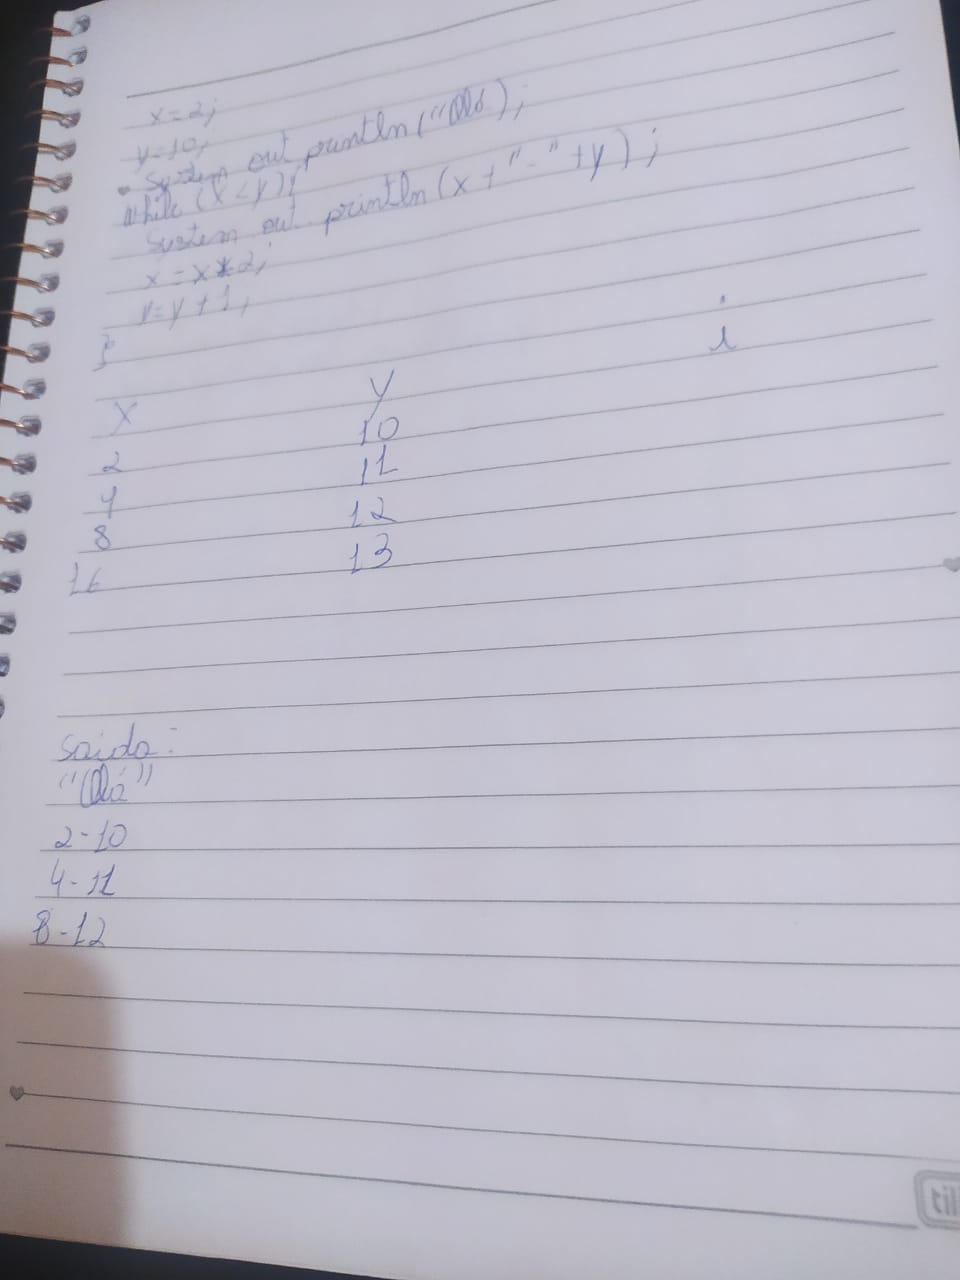 x=2;
y=10;
• System out println("Olá);
While (x<y){
System out println(x+"-"+y);
x=x*2;
y=y+1;
}
i
x y
2 10
4 11
8 12
16 13
Saida:
"Olá"
2-10
4-11
8-12
til